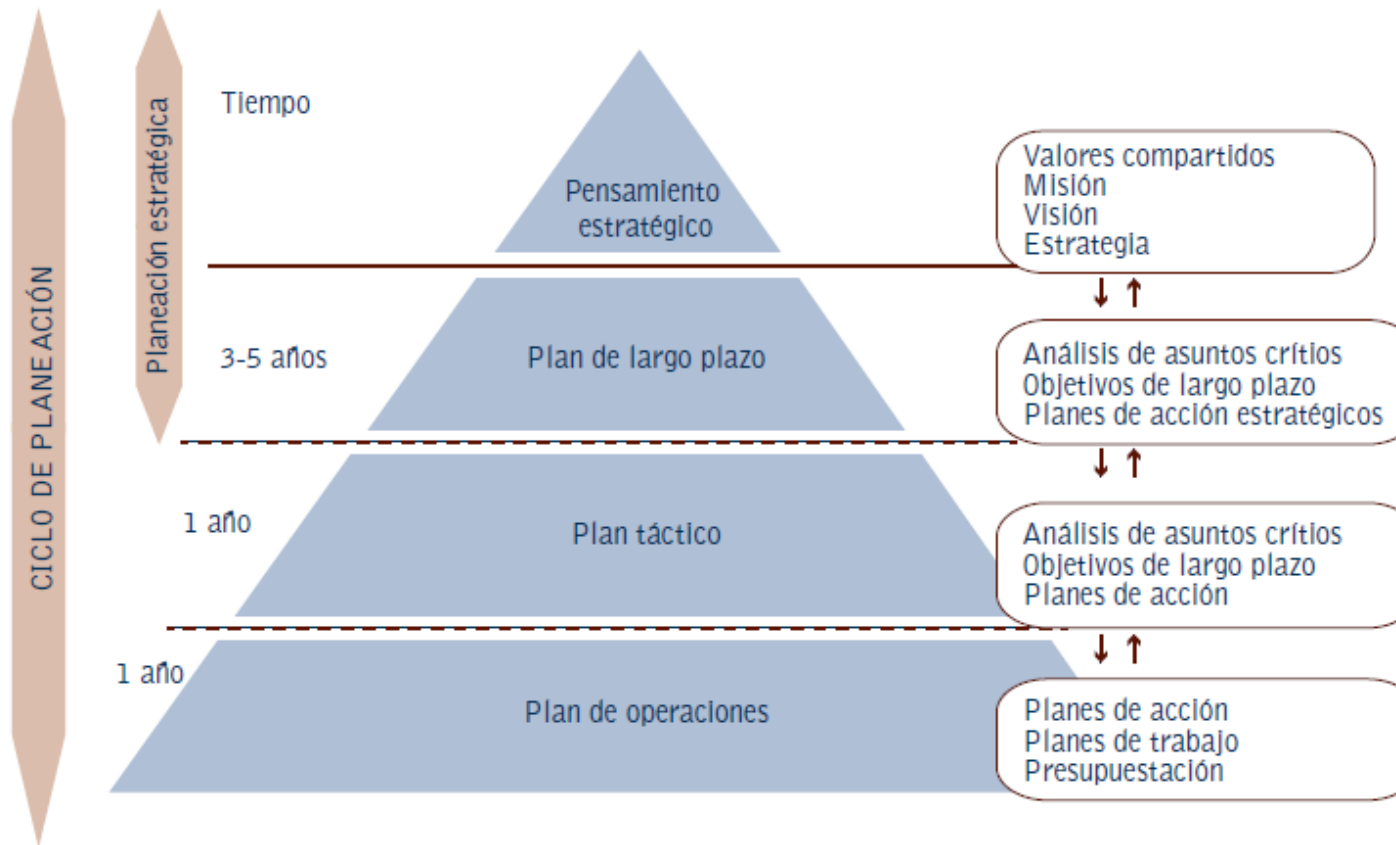 CICLO DE PLANEACIÓN
Planeación estratégica
Tiempo
Pensamiento
estratégico
Valores compartidos
Misión
Visión
Estrategia
3-5 años
Plan de largo plazo
Análisis de asuntos crítios
Objetivos de largo plazo
Planes de acción estratégicos
1 año
Plan táctico
Análisis de asuntos crítios
Objetivos de largo plazo
Planes de acción
1 año
Plan de operaciones
Planes de acción
Planes de trabajo
Presupuestación